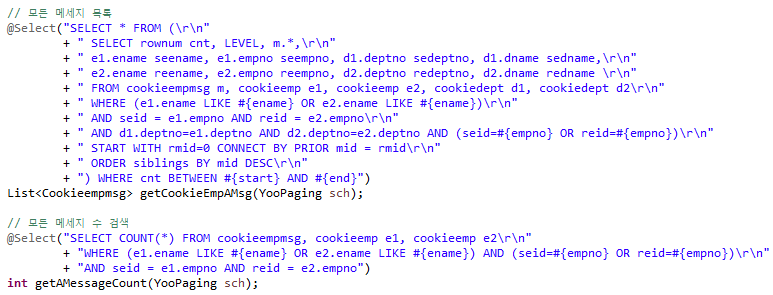 // 모든 메세지 목록
@Select("SELECT * FROM (\r\n"
+ " SELECT rownum cnt, LEVEL, m.*,\r\n"
+ " e1.ename seename, e1.empno seempno, d1.deptno sedeptno, d1.dname sedname,\r\n"
+ " e2.ename reename, e2.empno reempno, d2.deptno redeptno, d2.dname redname \r\n"
+ " FROM cookieempmsg m, cookieemp e1, cookieemp e2, cookiedept d1, cookiedept d2\r\n"
+ " WHERE (e1.ename LIKE #{ename} OR e2.ename LIKE #{ename})\r\n"
+ " AND seid = e1.empno AND reid = e2.empno\r\n"
+ " AND d1.deptno=e1.deptno AND d2.deptno=e2.deptno AND (seid=#{empno} OR reid=#{empno})\r\n"
+ " START WITH rmid=0 CONNECT BY PRIOR mid = rmid\r\n"
+ " ORDER siblings BY mid DESC\r\n"
+ ") WHERE cnt BETWEEN #{start} AND #{end}")
List<Cookieempmsg> getCookieEmpAMsg(YooPaging sch);
// 모든 메세지 수 검색
@Select("SELECT COUNT(*) FROM cookieempmsg, cookieemp e1, cookieemp e2\r\n"
+ "WHERE (e1.ename LIKE #{ename} OR e2.ename LIKE #{ename}) AND (seid=#{empno} OR reid=#{empno})\r\n"
+ "AND seid = e1.empno AND reid = e2.empno")
int getAMessageCount(YooPaging sch);